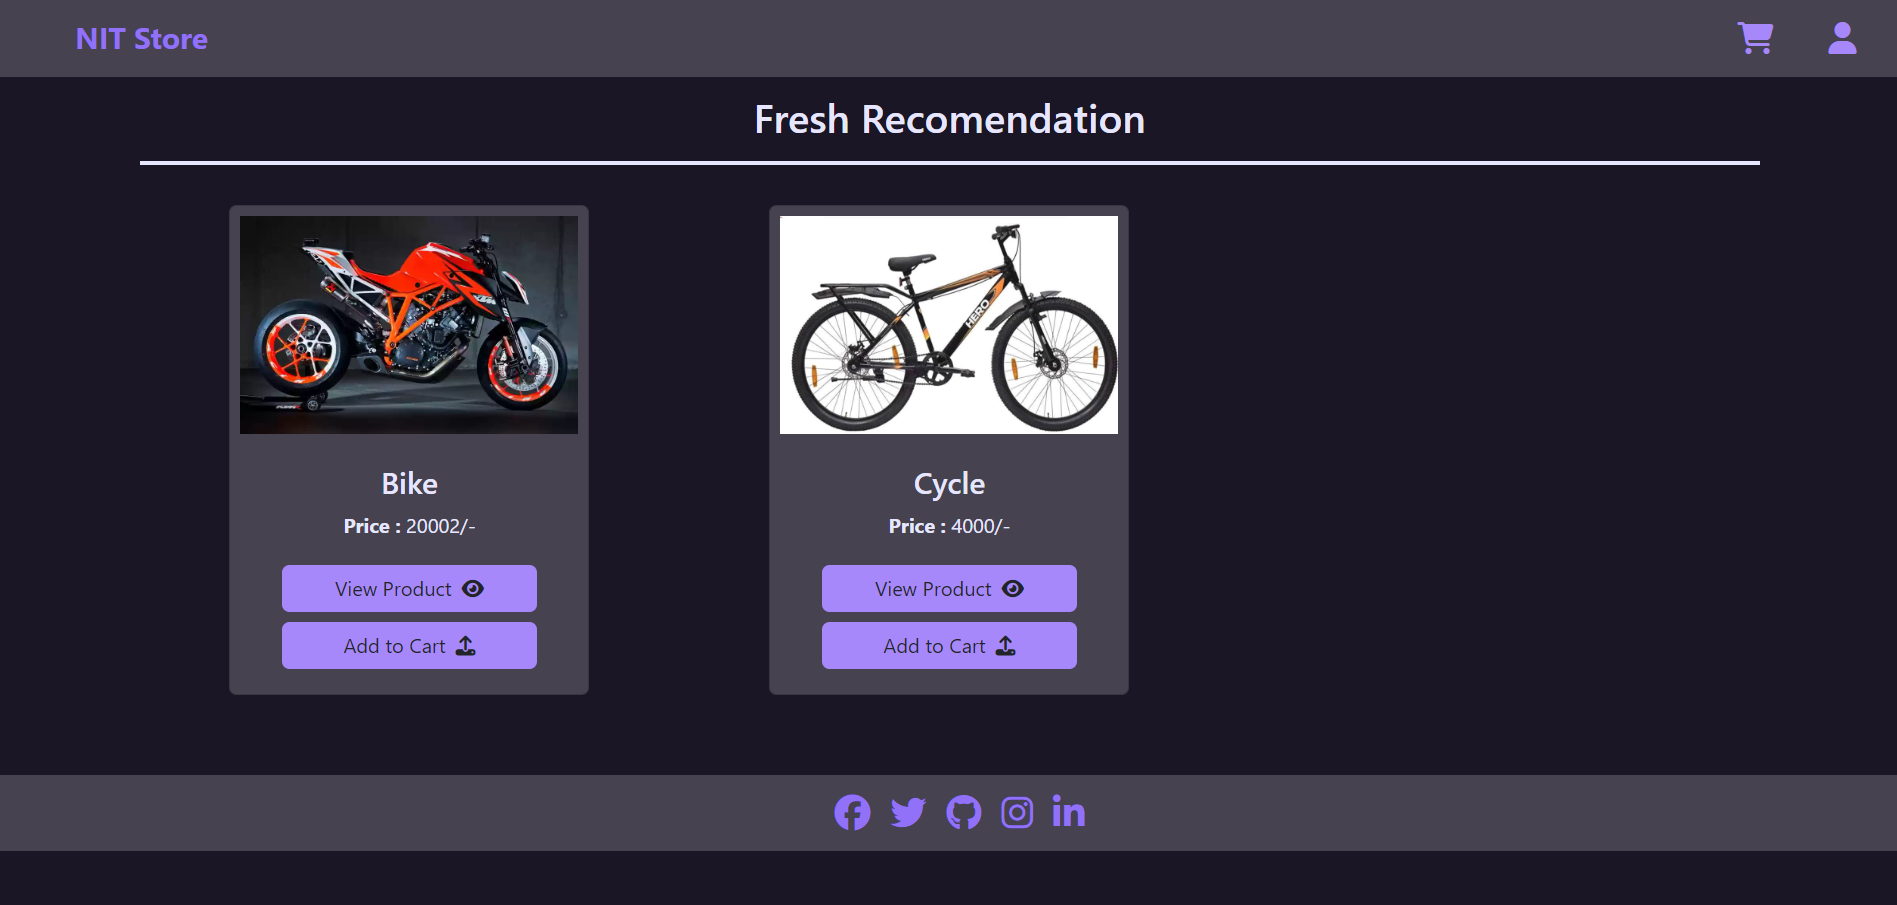 NIT Store
Fresh Recomendation
KTM
HERO
Bike
Cycle
Price : 20002/-
Price : 4000/-
View Product
View Product
Add to Cart
Add to Cart